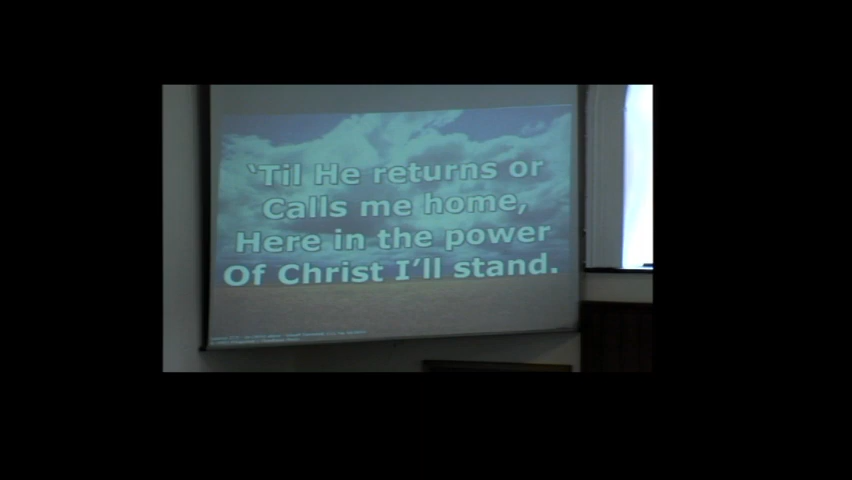 ‘Til He returns or
Calls me home,
Here in the power
Of Christ I’ll stand.